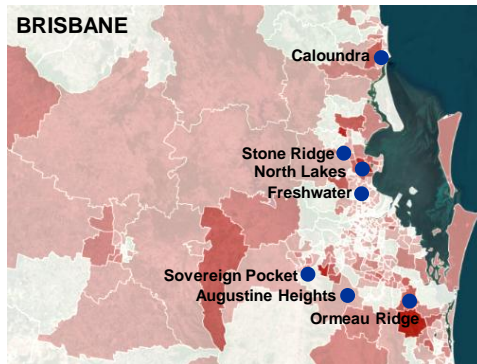 BRISBANE
Caloundra
Stone Ridge
North Lakes
Freshwater
Sovereign Pocket
Augustine Heights
Ormeau Ridge